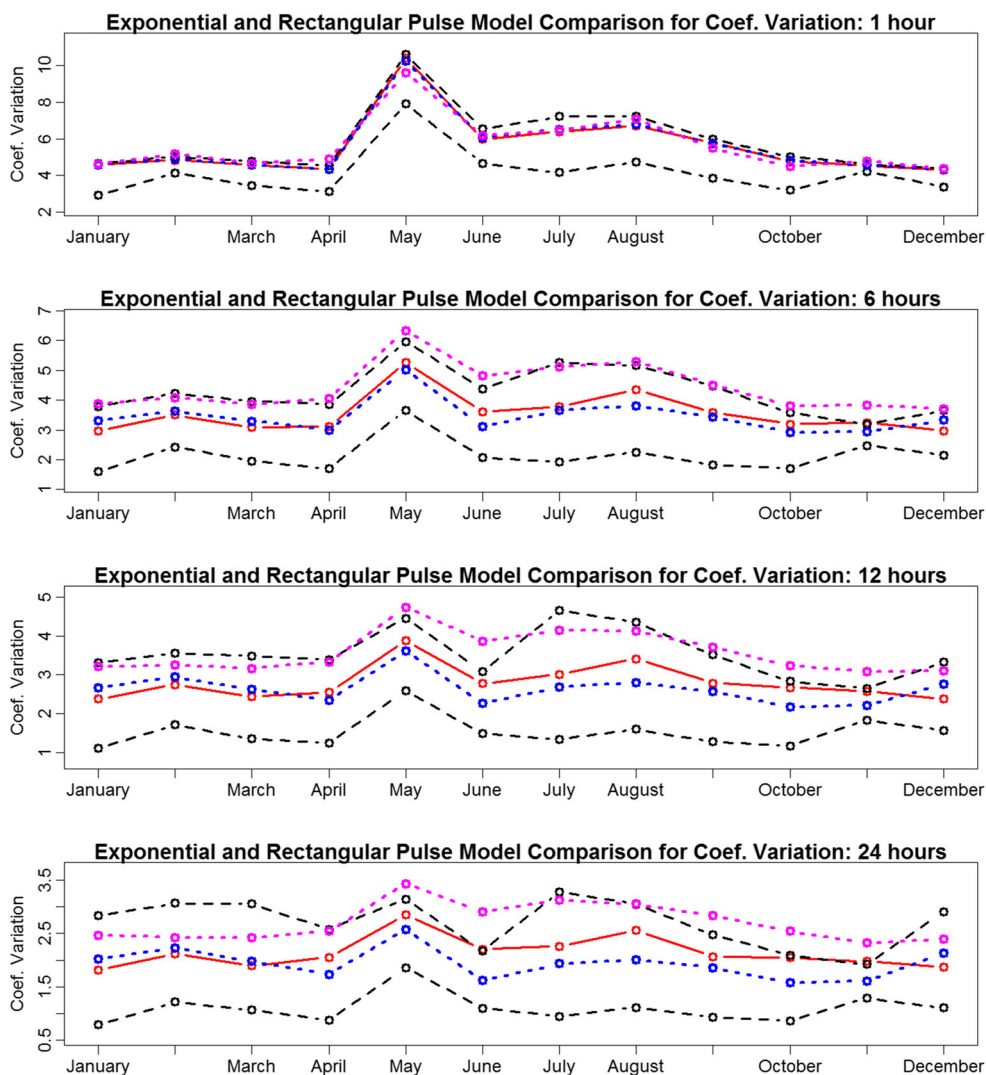 Exponential and Rectangular Pulse Model Comparison for Coef. Variation: 1 hour
Coef. Variation
10
8
6
4
2
January March April May June July August October December
Exponential and Rectangular Pulse Model Comparison for Coef. Variation: 6 hours
Coef. Variation
7
6
5
4
3
2
1
January March April May June July August October December
Exponential and Rectangular Pulse Model Comparison for Coef. Variation: 12 hours
Coef. Variation
5
4
3
2
1
January March April May June July August October December
Exponential and Rectangular Pulse Model Comparison for Coef. Variation: 24 hours
Coef. Variation
3.5
2.5
1.5
0.5
January March April May June July August October December